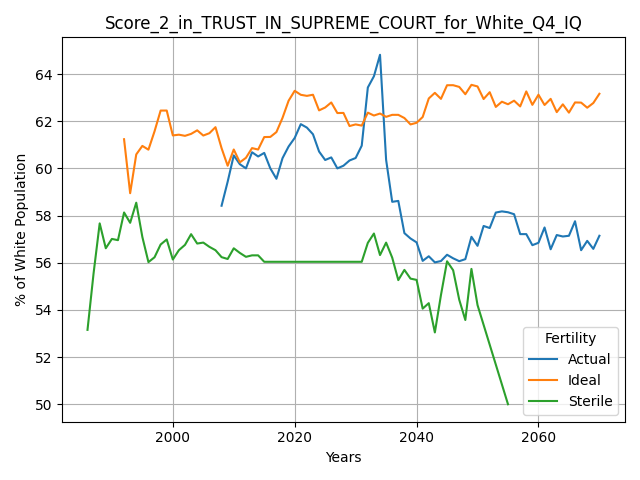 Score_2_in_TRUST_IN_SUPREME_COURT_for_White_Q4_IQ
% of White Population
64
62
60
58
56
54
52
50
2000
2020
2040
2060
Years
Fertility
Actual
Ideal
Sterile